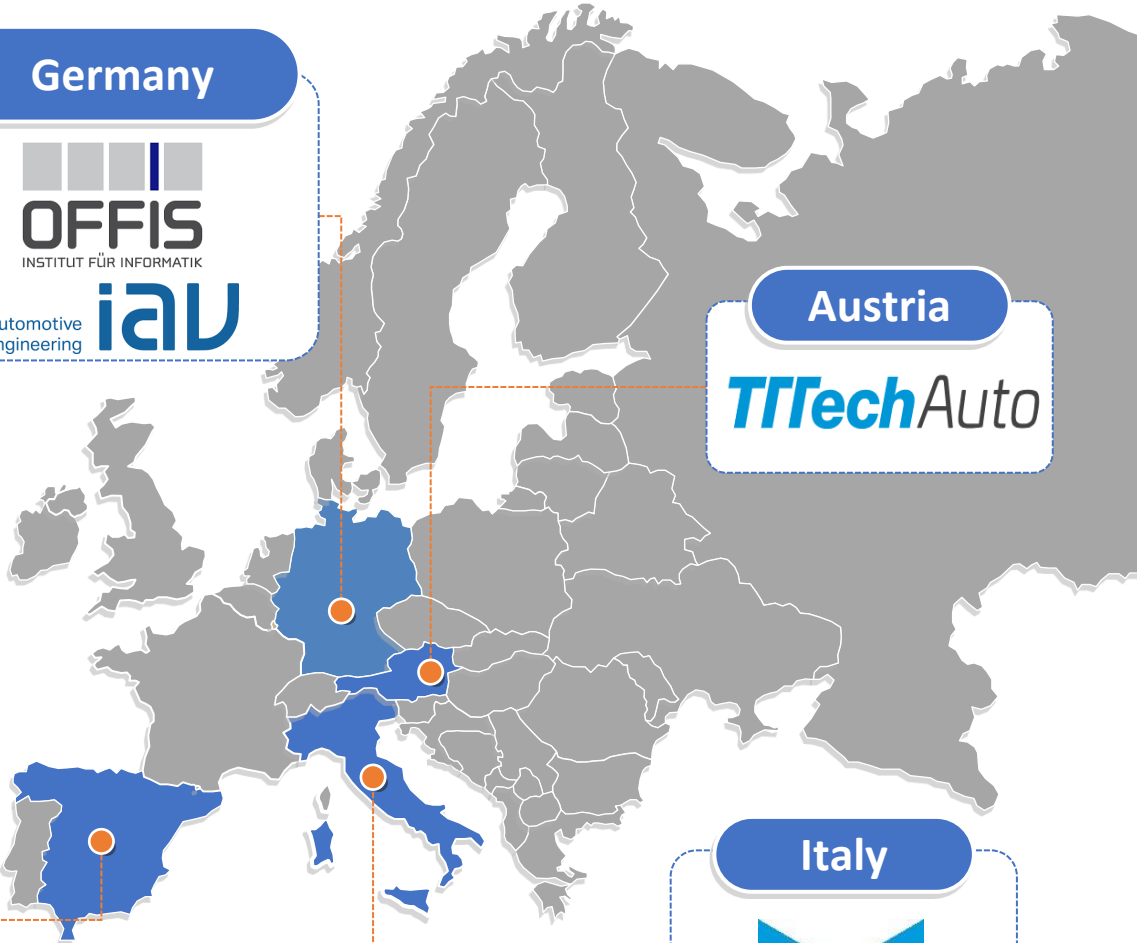 Germany
OFFIS
INSTITUT FÜR INFORMATIK
utomotive
ngineering
iav
Austria
TTTechAuto
Italy